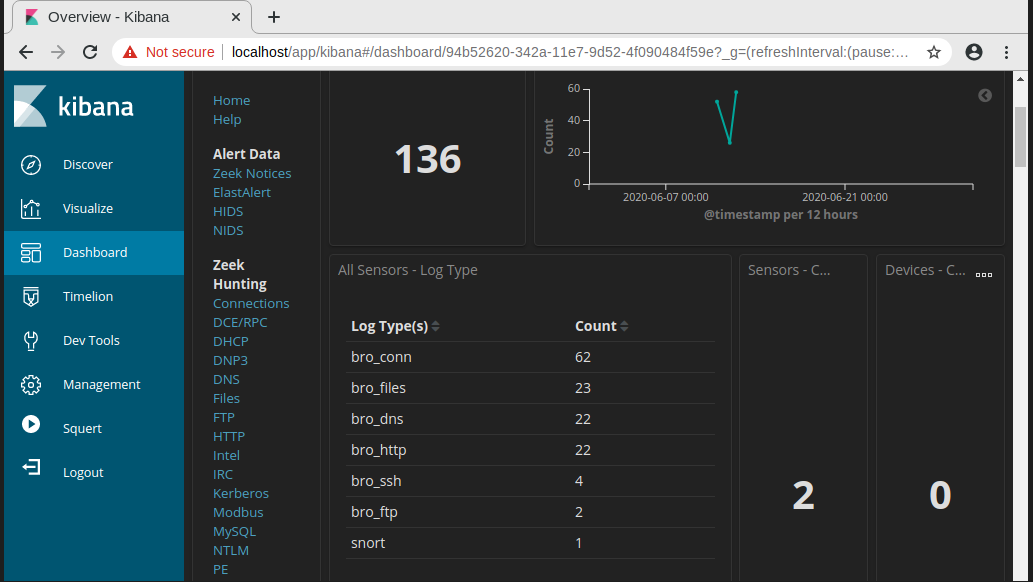 Overview - Kibana
Not secure
localhost/app/kibana#/dashboard/94b52620-342a-11e7-9d52-4f090484f59e?_g=(refreshInterval:(pause:...
kibana
Discover
Visualize
Dashboard
Timelion
Dev Tools
Management
Squert
Logout
Home
Help
Alert Data
Zeek Notices
ElastAlert
HIDS
NIDS
Zeek
Hunting
Connections
DCE/RPC
DHCP
DNP3
DNS
Files
FTP
HTTP
Intel
IRC
Kerberos
Modbus
MySQL
NTLM
PE
136
Count
60
40
20
0
2020-06-07 00:00 2020-06-21 00:00
@timestamp per 12 hours
All Sensors - Log Type
Log Type(s) Count
bro_conn 62
bro_files 23
bro_dns 22
bro_http 22
bro_ssh 4
bro_ftp 2
snort 1
Sensors - C...
2
Devices - C...
0